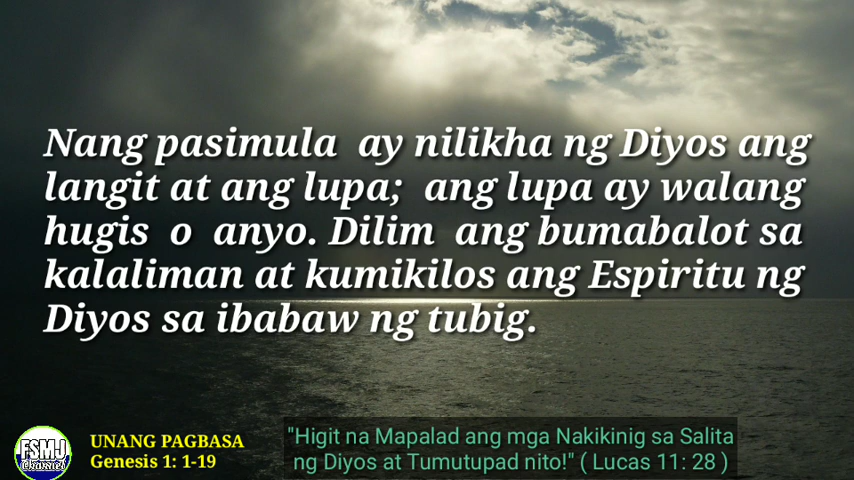 Nang pasimula ay nilikha ng Diyos ang
langit at ang lupa; ang lupa ay walang
hugis o anyo. Dilim ang bumabalot sa
kalaliman at kumikilos ang Espiritu ng
Diyos sa ibabaw ng tubig.
FSMJ
Channel
UNANG PAGBASA
Genesis 1: 1-19
"Higit na Mapalad ang mga Nakikinig sa Salita
ng Diyos at Tumutupad nito!" ( Lucas 11: 28 )